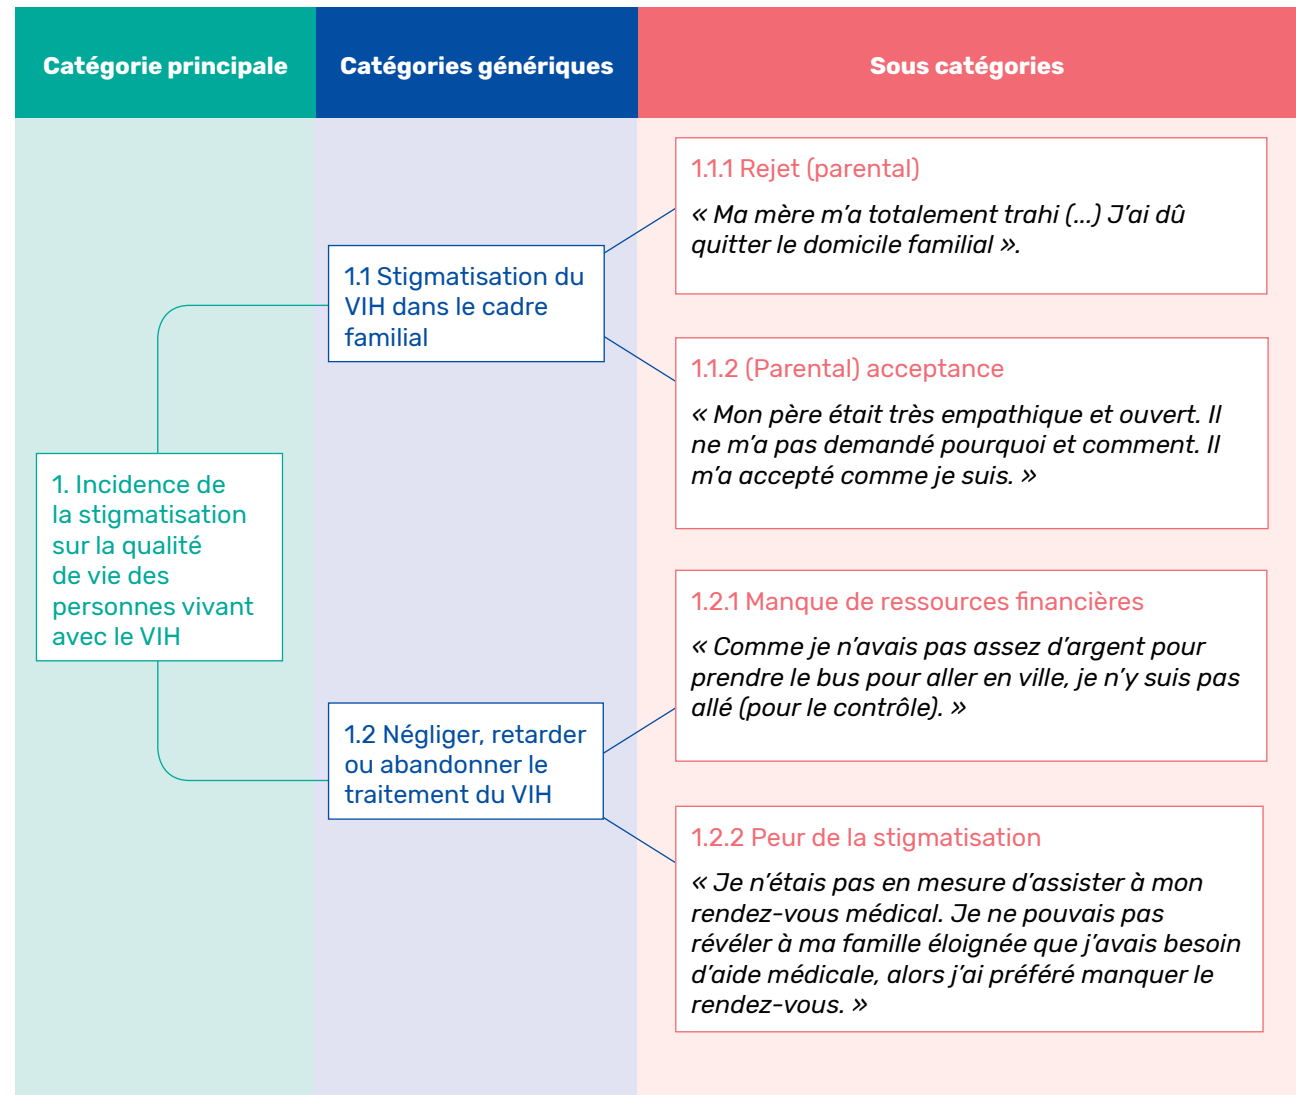 Catégorie principale
Catégories génériques
Sous catégories
1. Incidence de
la stigmatisation
sur la qualité
de vie des
personnes vivant
avec le VIH
1.1 Stigmatisation du
VIH dans le cadre
familial
1.1.1 Rejet (parental)
« Ma mère m’a totalement trahi (...) J’ai dû
quitter le domicile familial ».
1.1.2 (Parental) acceptance
« Mon père était très empathique et ouvert. Il
ne m’a pas demandé pourquoi et comment. Il
m’a accepté comme je suis. »
1.2 Négliger, retarder
ou abandonner le
traitement du VIH
1.2.1 Manque de ressources financières
« Comme je n’avais pas assez d’argent pour
prendre le bus pour aller en ville, je n’y suis pas
allé (pour le contrôle). »
1.2.2 Peur de la stigmatisation
« Je n’étais pas en mesure d’assister à mon
rendez-vous médical. Je ne pouvais pas
révéler à ma famille éloignée que j’avais besoin
d’aide médicale, alors j’ai préféré manquer le
rendez-vous. »